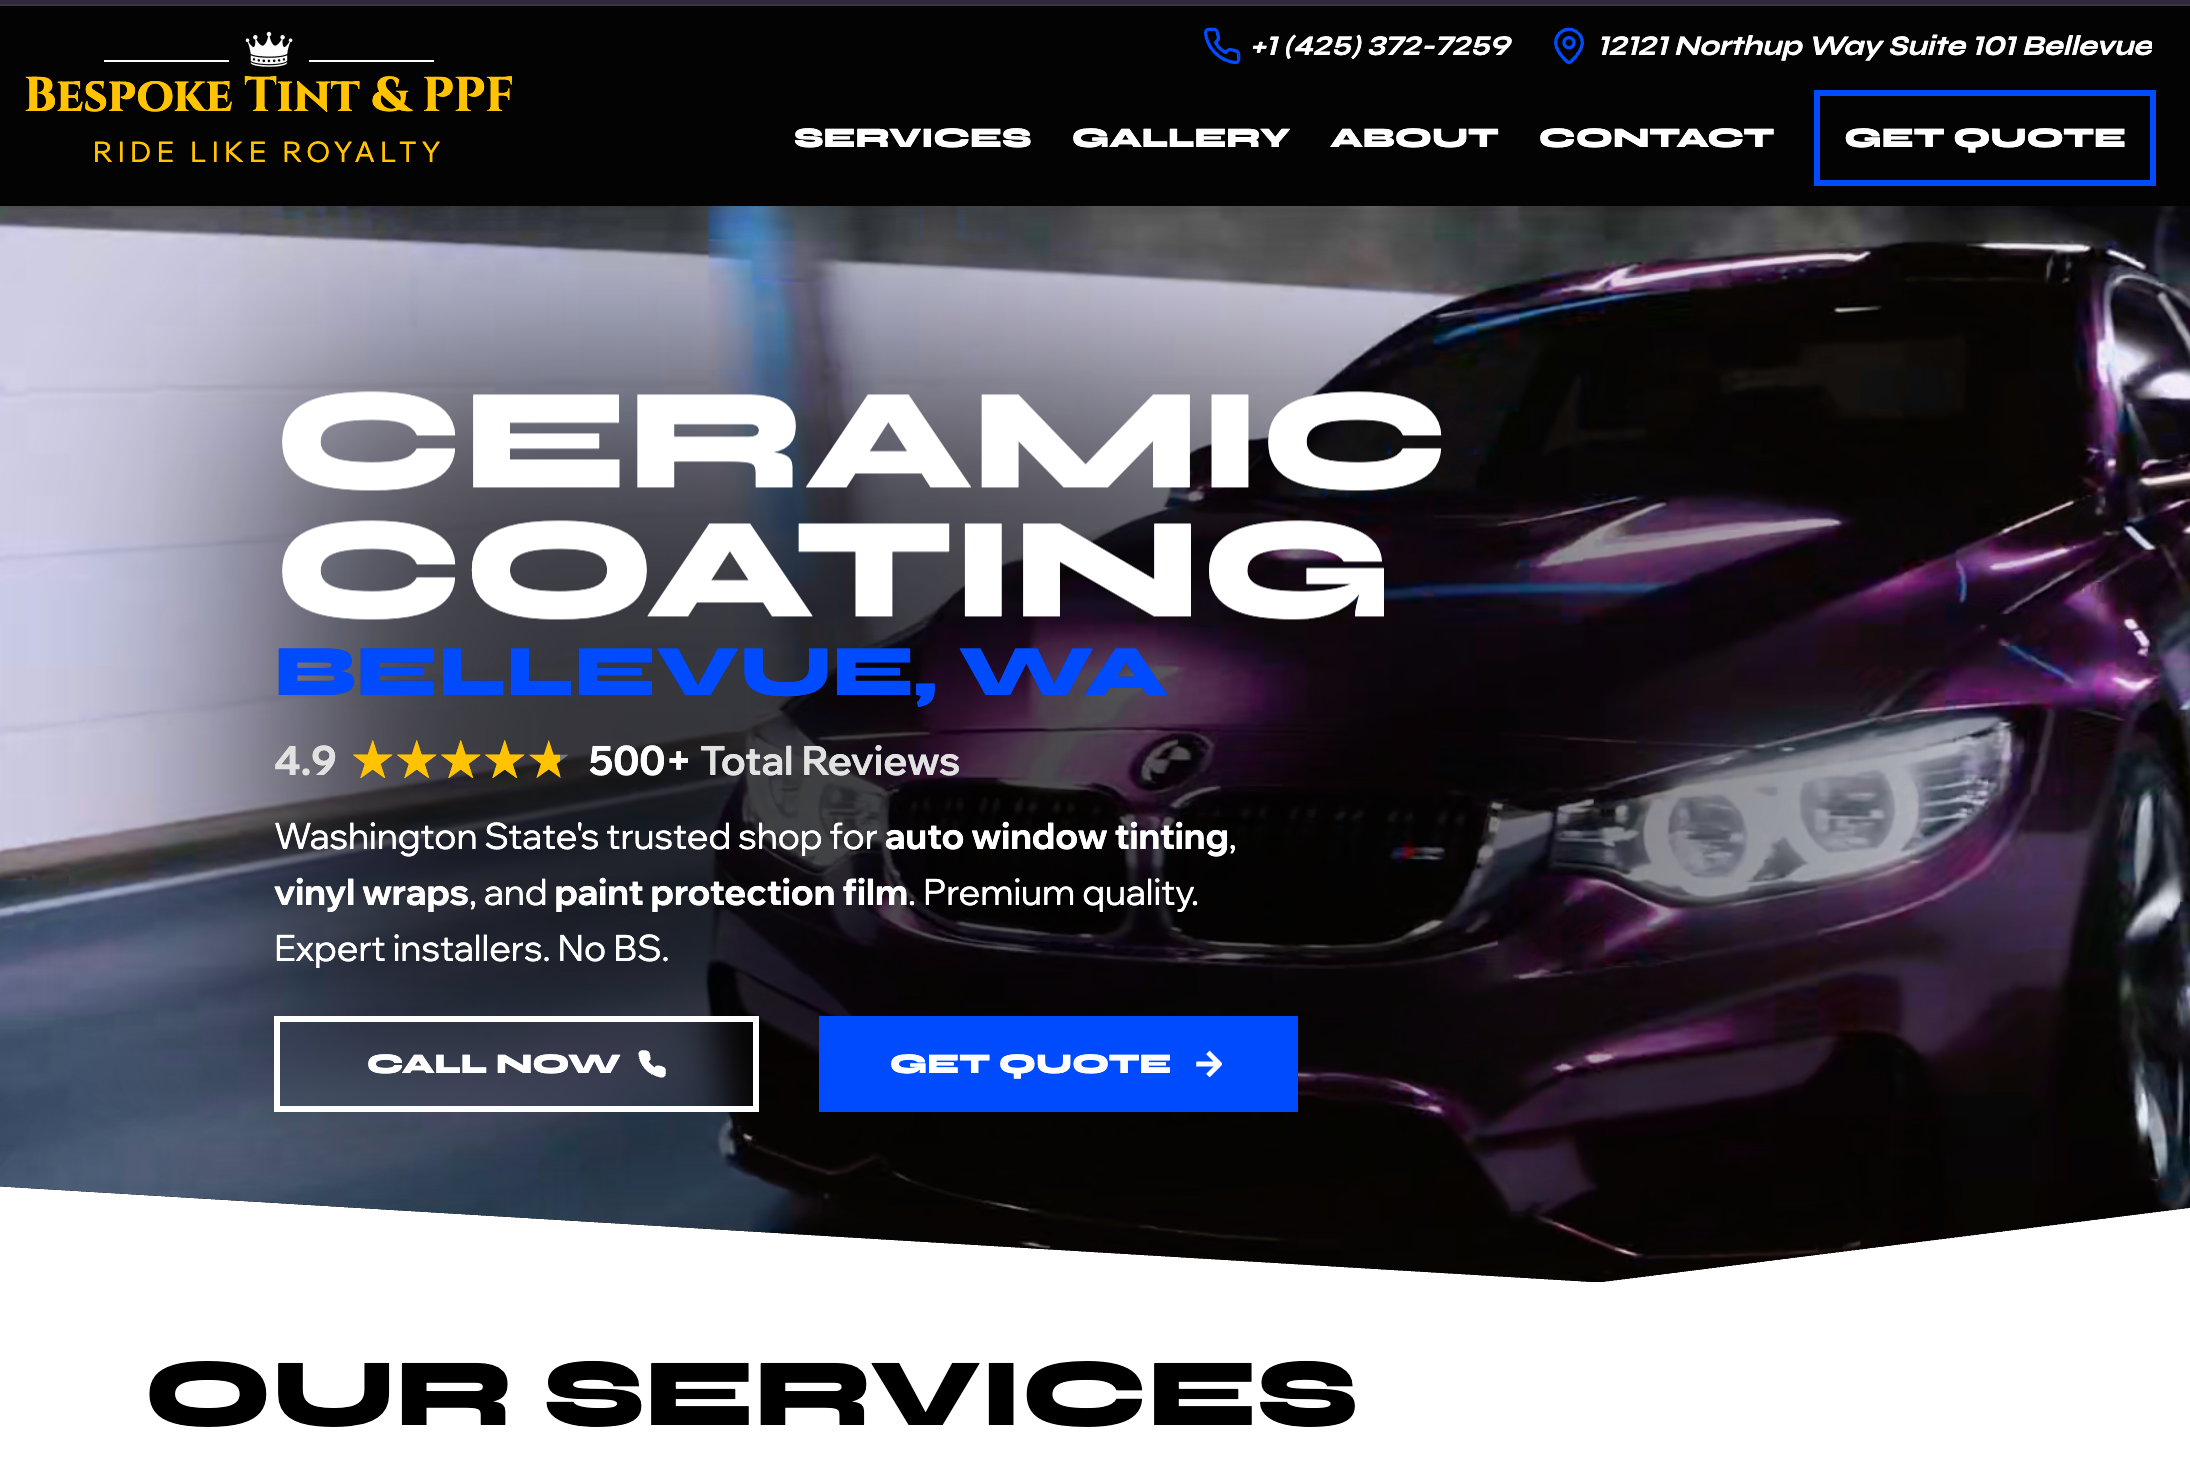 BESPOKE TINT & PPF
RIDE LIKE ROYALTY
+1 (425) 372-7259
12121 Northup Way Suite 101 Bellevue
SERVICES
GALLERY
ABOUT
CONTACT
GET QUOTE
CERAMIC
COATING
BELLEVUE, WA
4.9 ★★★★★ 500+ Total Reviews
Washington State's trusted shop for auto window tinting,
vinyl wraps, and paint protection film. Premium quality.
Expert installers. No BS.
CALL NOW
GET QUOTE →
OUR SERVICES